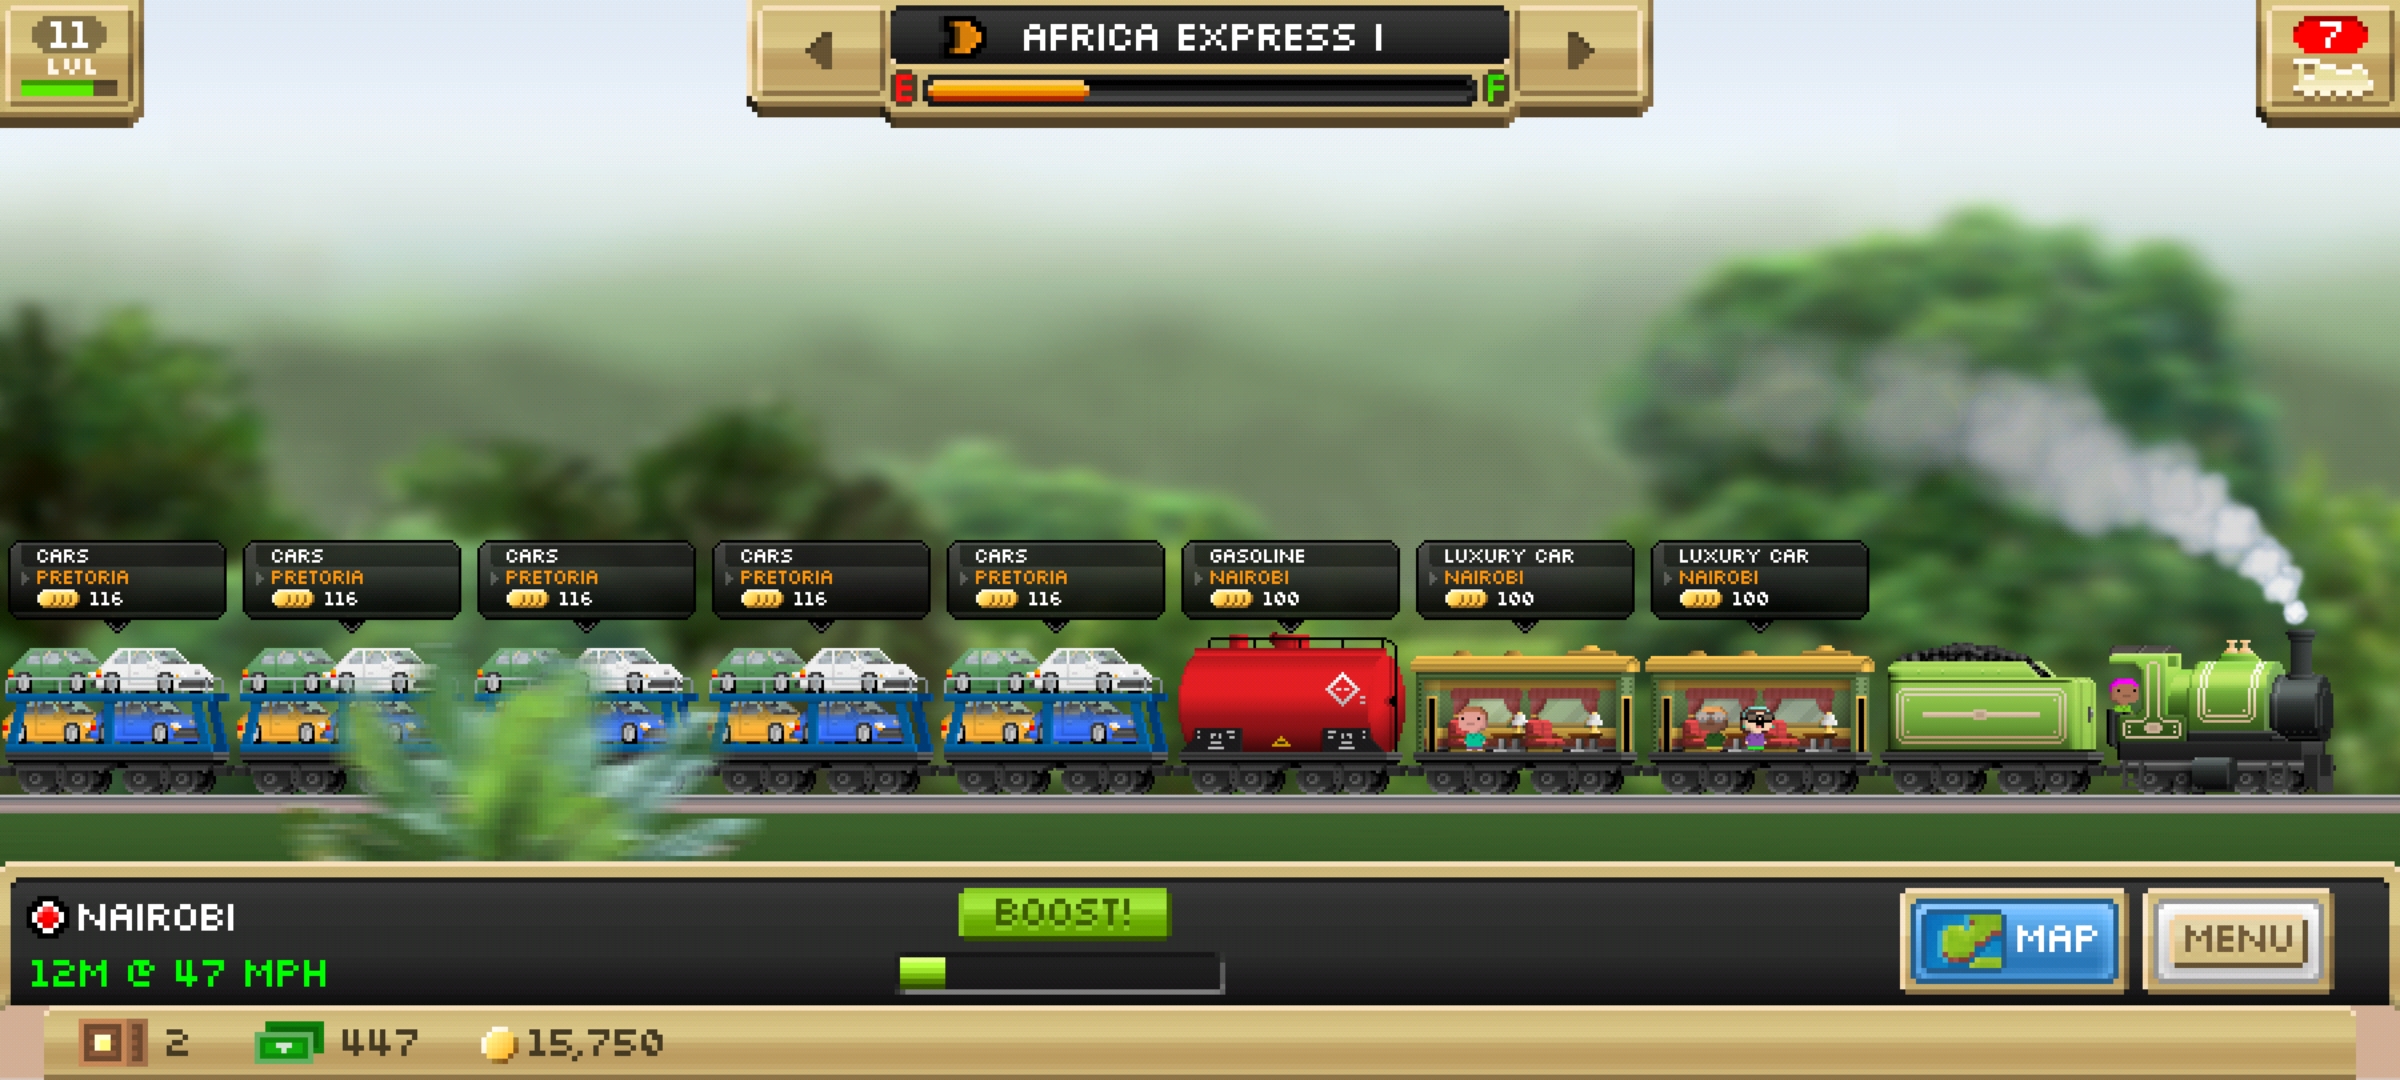 11
LVL
AFRICA EXPRESS I
E
F
7
CARS
PRETORIA
116
CARS
PRETORIA
116
CARS
PRETORIA
116
CARS
PRETORIA
116
CARS
PRETORIA
116
GASOLINE
NAIROBI
100
LUXURY CAR
NAIROBI
100
LUXURY CAR
NAIROBI
100
NAIROBI
12M @ 47 MPH
BOOST!
MAP
MENU
2
447
15,750